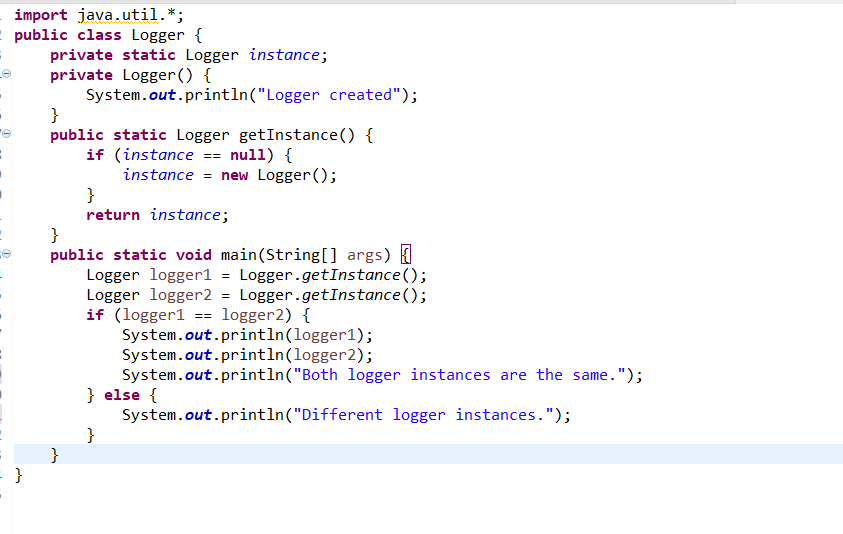 import java.util.*;
public class Logger {
    private static Logger instance;
    private Logger() {
        System.out.println("Logger created");
    }
    public static Logger getInstance() {
        if (instance == null) {
            instance = new Logger();
        }
        return instance;
    }
    public static void main(String[] args) {
        Logger logger1 = Logger.getInstance();
        Logger logger2 = Logger.getInstance();
        if (logger1 == logger2) {
            System.out.println(logger1);
            System.out.println(logger2);
            System.out.println("Both logger instances are the same.");
        } else {
            System.out.println("Different logger instances.");
        }
    }
}